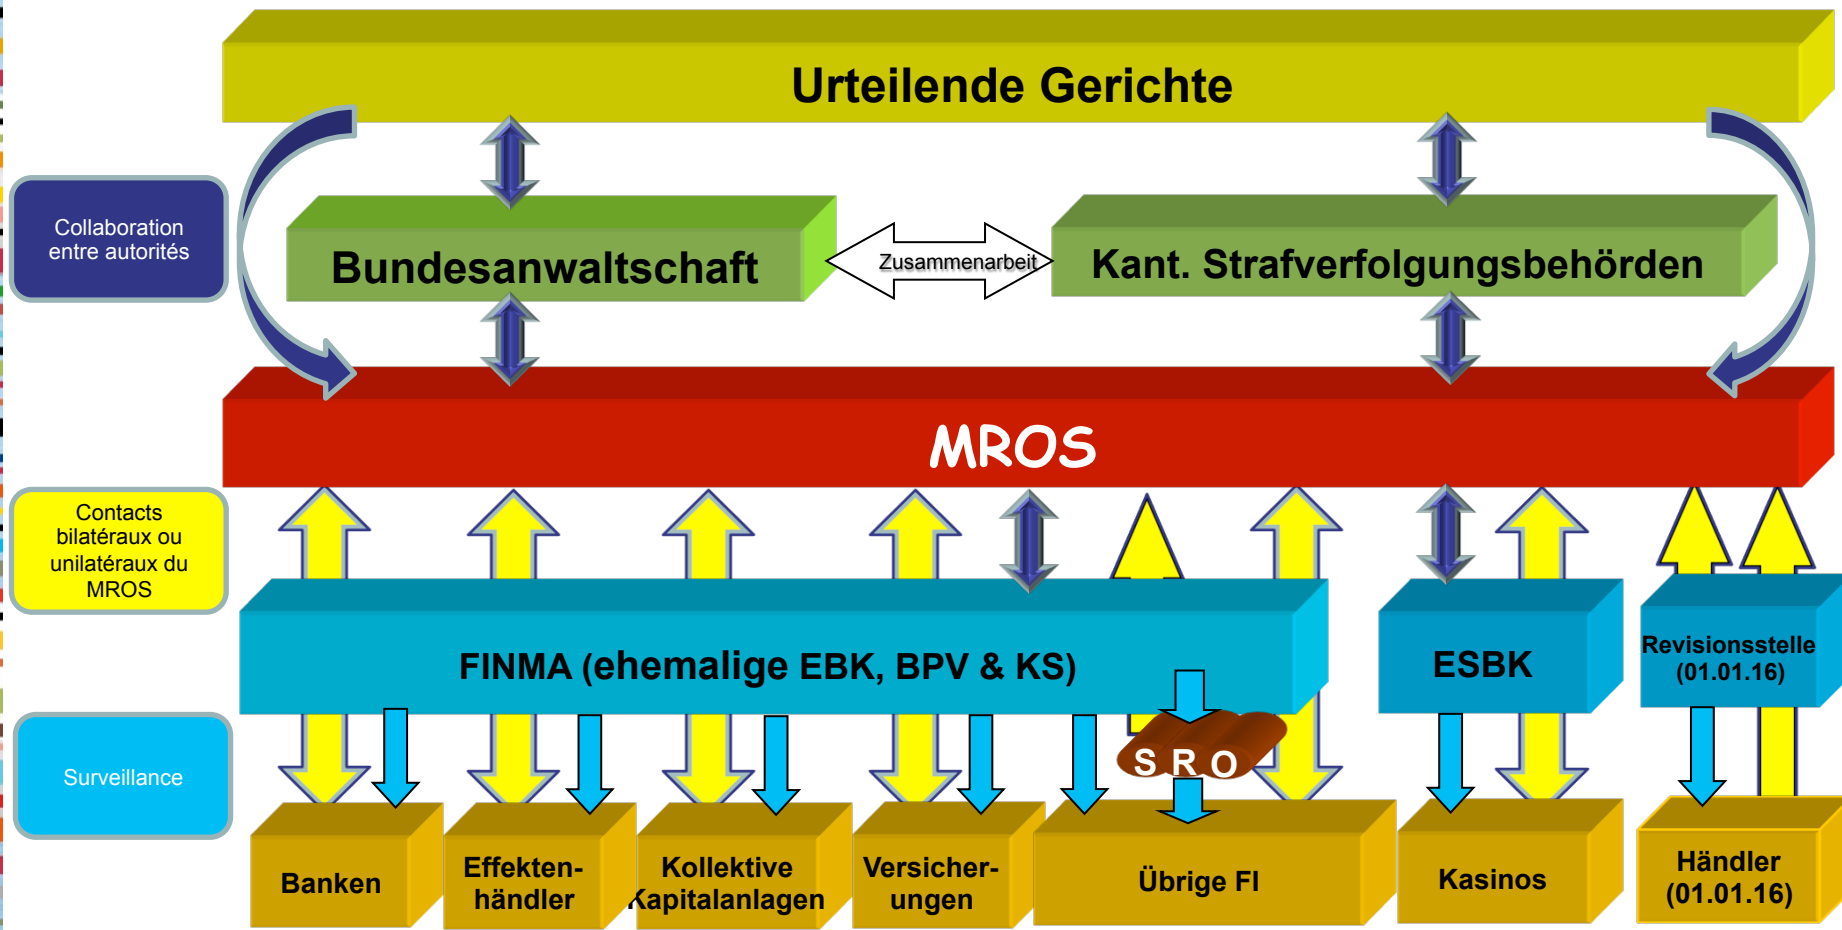 Urteilende Gerichte
Collaboration
entre autorités
Bundesanwaltschaft
Zusammenarbeit
Kant. Strafverfolgungsbehörden
MROS
Contacts
bilatéraux ou
unilatéraux du
MROS
FINMA (ehemalige EBK, BPV & KS)
ESBK
Revisionsstelle
(01.01.16)
Surveillance
S R O
Banken
Effekten-
händler
Kollektive
Kapitalanlagen
Versicher-
ungen
Übrige FI
Kasinos
Händler
(01.01.16)